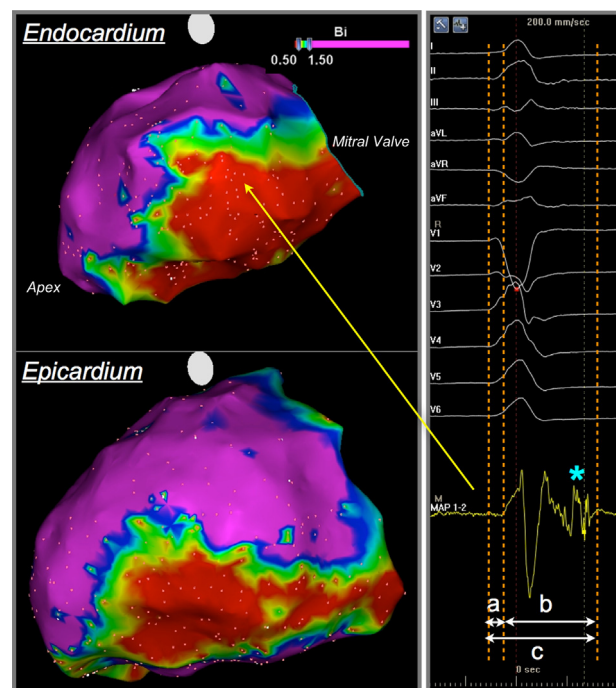 Endocardium
Bi
0.50 1.50
Mitral Valve
Apex
Epicardium
200.0 mm/sec
I
II
III
aVL
aVR
aVF
R
V1
V2
V3
V4
V5
V6
*
M
MAP 1-2
a b
c
0 sec